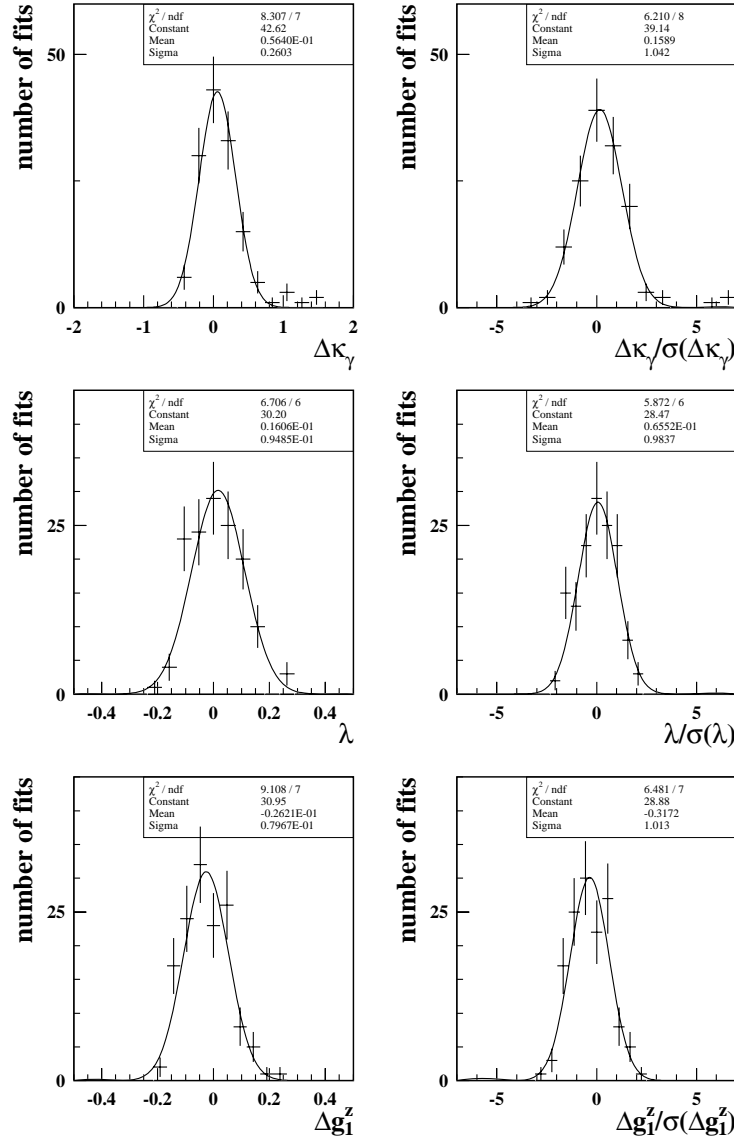 number of fits
χ² / ndf 8.307 / 7
Constant 42.62
Mean 0.5640E-01
Sigma 0.2603
50
25
0
-2 -1 0 1 2
Δκγ
number of fits
χ² / ndf 6.210 / 8
Constant 39.14
Mean 0.1589
Sigma 1.042
50
25
0
-5 0 5
Δκγ/σ(Δκγ)
number of fits
χ² / ndf 6.706 / 6
Constant 30.20
Mean 0.1606E-01
Sigma 0.9485E-01
25
0
-0.4 -0.2 0 0.2 0.4
λ
number of fits
χ² / ndf 5.872 / 6
Constant 28.47
Mean 0.6552E-01
Sigma 0.9837
25
0
-5 0 5
λ/σ(λ)
number of fits
χ² / ndf 9.108 / 7
Constant 30.95
Mean -0.2621E-01
Sigma 0.7967E-01
25
0
-0.4 -0.2 0 0.2 0.4
Δg₁ᶻ
number of fits
χ² / ndf 6.481 / 7
Constant 28.88
Mean -0.3172
Sigma 1.013
25
0
-5 0 5
Δg₁ᶻ/σ(Δg₁ᶻ)